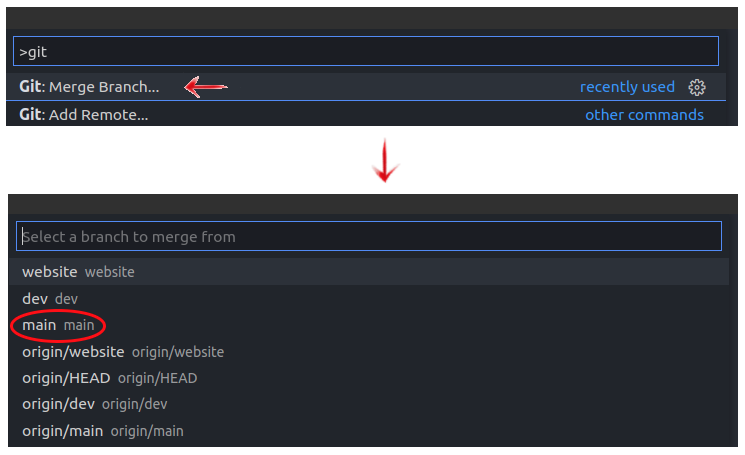 >git
Git: Merge Branch... recently used
Git: Add Remote... other commands
Select a branch to merge from
website website
dev dev
main main
origin/website origin/website
origin/HEAD origin/HEAD
origin/dev origin/dev
origin/main origin/main